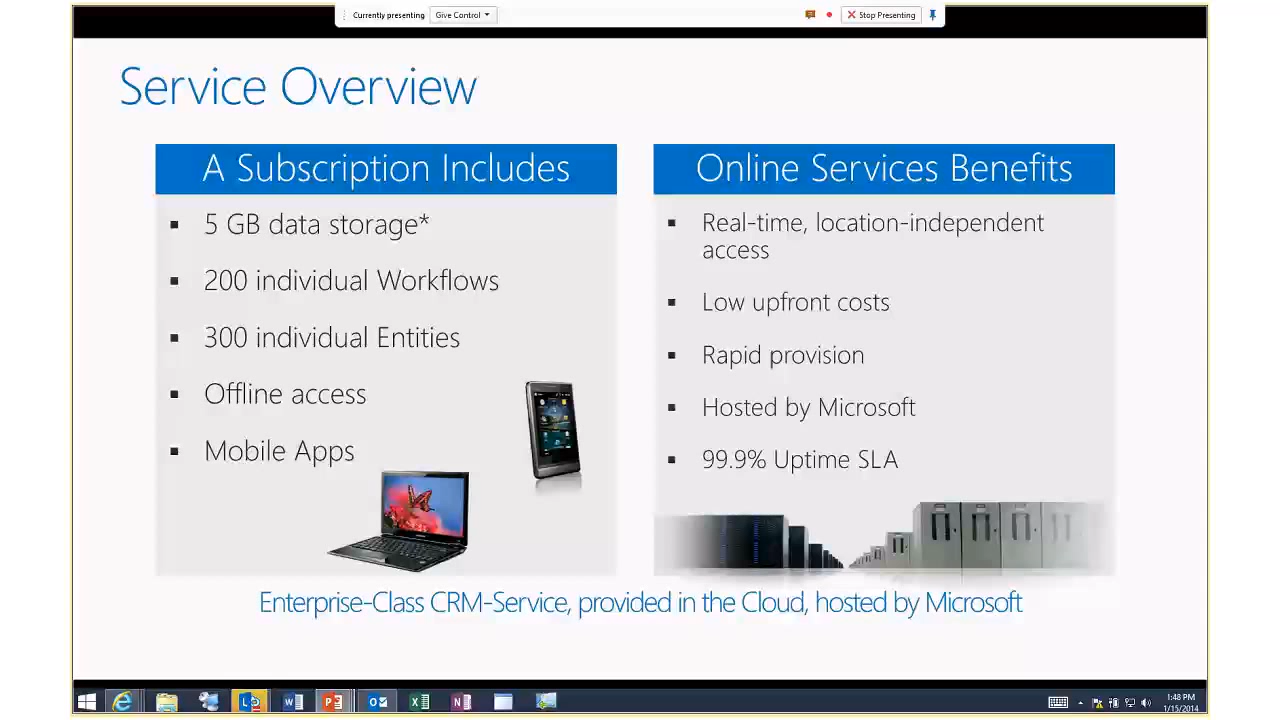 Currently presenting
Give Control
Stop Presenting
Service Overview
A Subscription Includes
5 GB data storage*
200 individual Workflows
300 individual Entities
Offline access
Mobile Apps
Online Services Benefits
Real-time, location-independent
access
Low upfront costs
Rapid provision
Hosted by Microsoft
99.9% Uptime SLA
Enterprise-Class CRM-Service, provided in the Cloud, hosted by Microsoft
1:48 PM
1/15/2014